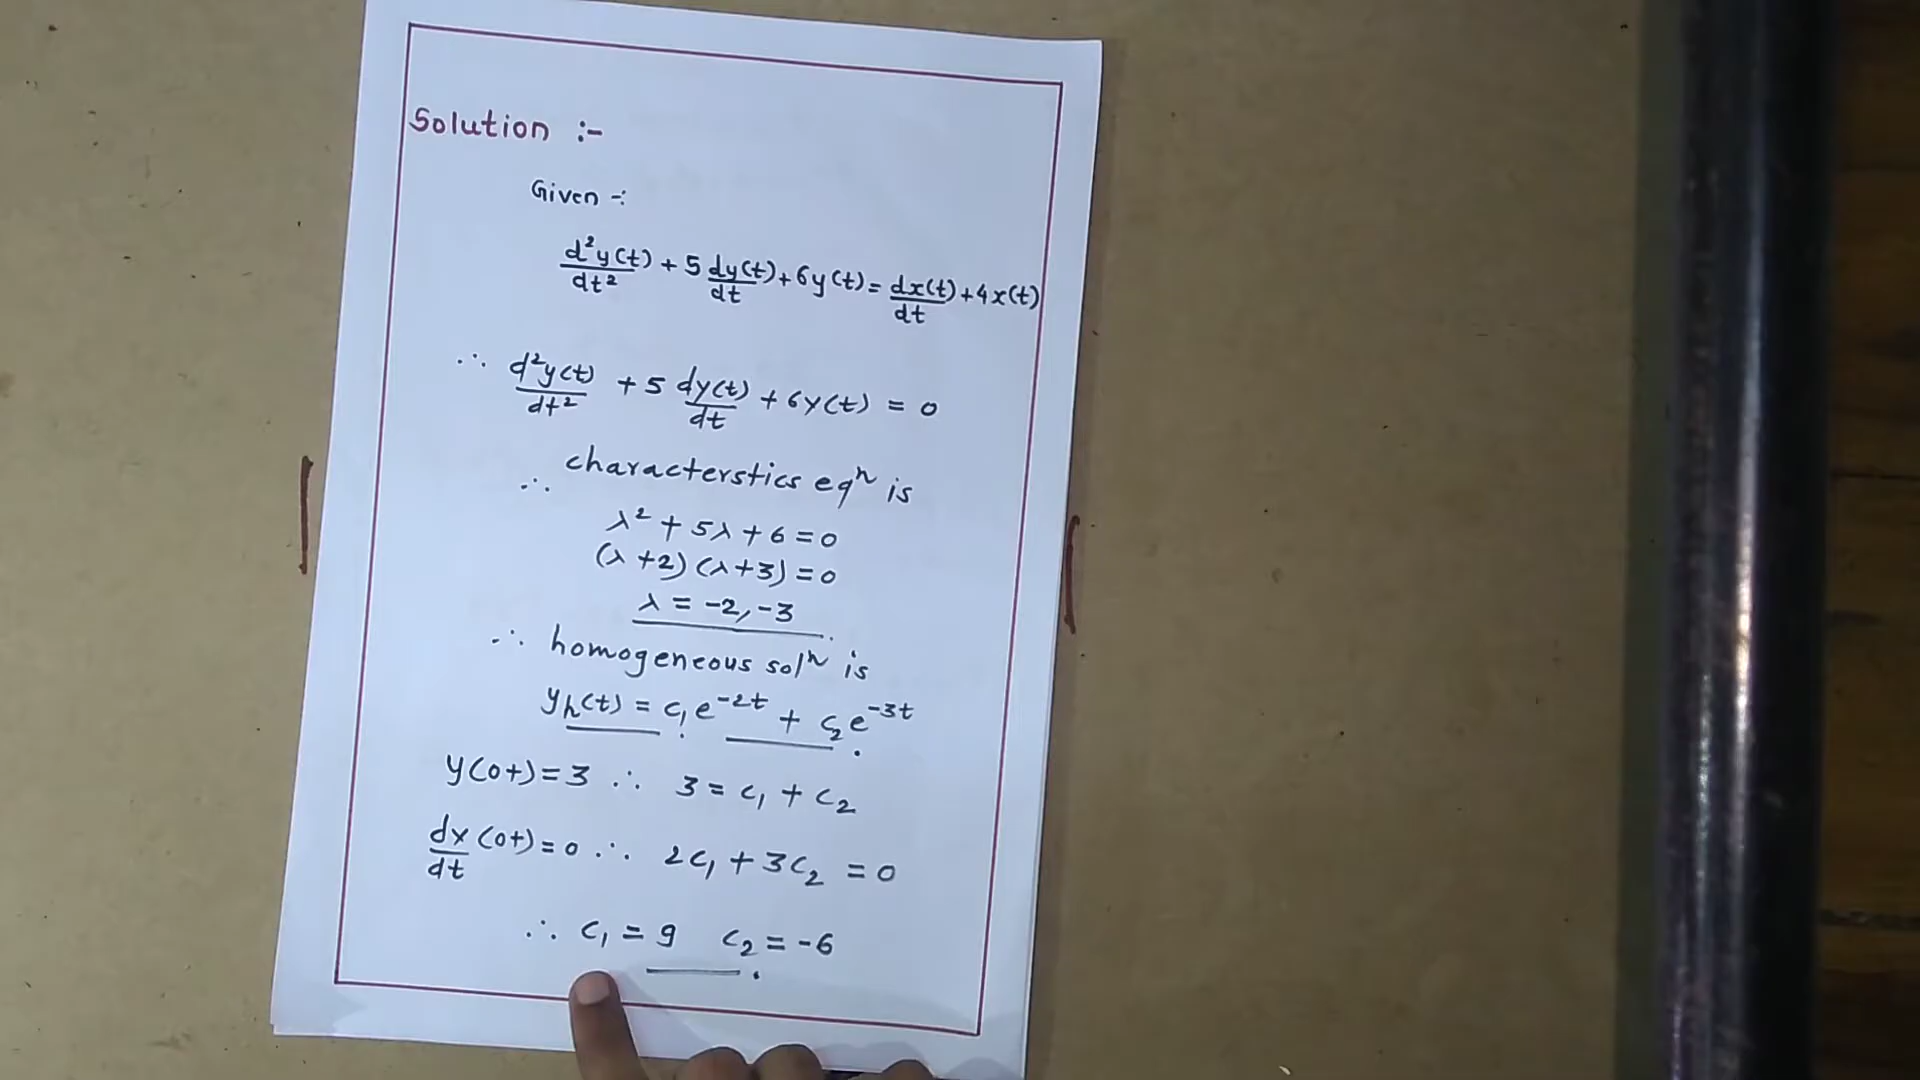 Solution :-
Given -:
d²y(t)/dt² + 5 dy(t)/dt + 6y(t) = dx(t)/dt + 4x(t)
∴ d²y(t)/dt² + 5 dy(t)/dt + 6y(t) = 0
∴ characterstics eqⁿ is
λ² + 5λ + 6 = 0
(λ + 2) (λ + 3) = 0
λ = -2, -3
∴ homogeneous solⁿ is
yₕ(t) = c₁e⁻²ᵗ + c₂e⁻³ᵗ
y(0+) = 3 ∴ 3 = c₁ + c₂
dx/dt (0+) = 0 ∴ 2c₁ + 3c₂ = 0
∴ c₁ = 9 c₂ = -6